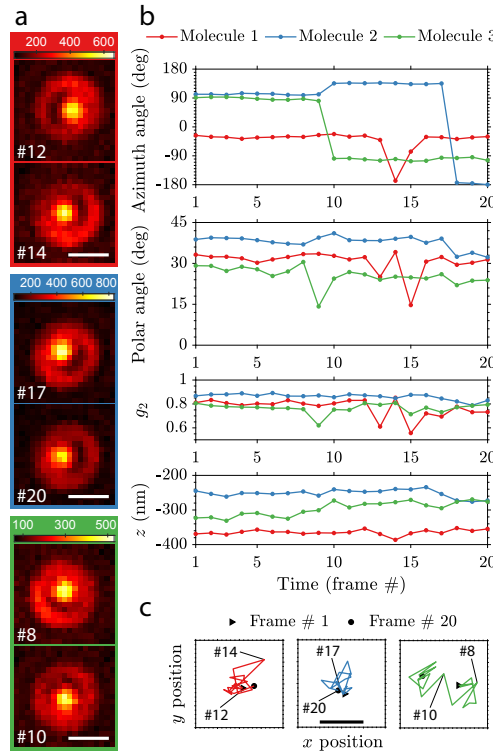 a
200 400 600
#12
#14
200 400 600 800
#17
#20
100 300 500
#8
#10
b
Molecule 1 Molecule 2 Molecule 3
Azimuth angle (deg)
180
90
0
-90
-180
1 5 10 15 20
Polar angle (deg)
45
30
15
0
1 5 10 15 20
g2
1
0.8
0.6
1 5 10 15 20
z (nm)
-200
-300
-400
1 5 10 15 20
Time (frame #)
c
Frame # 1 Frame # 20
y position
#14
#12
#17
#20
#8
#10
x position